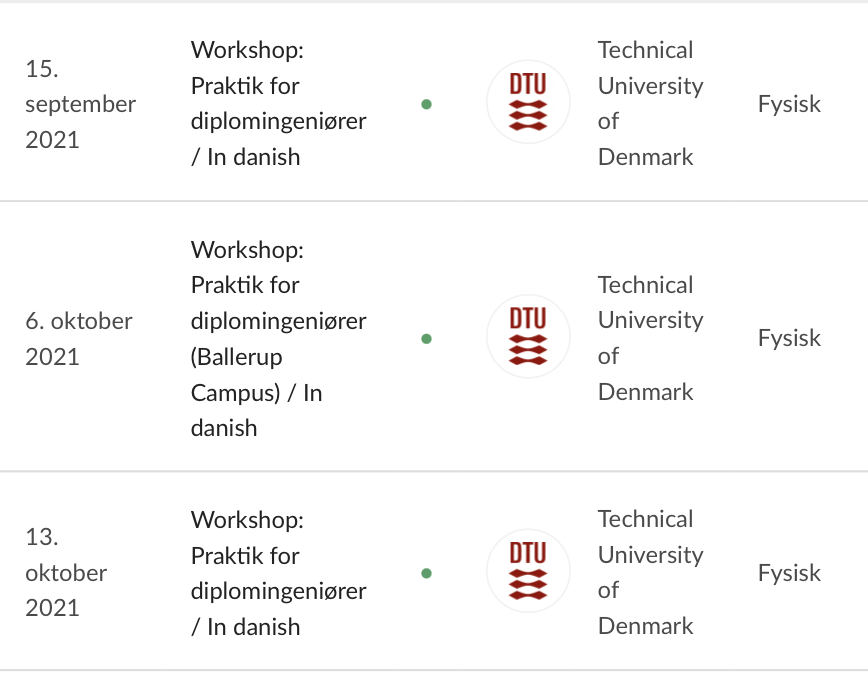 15.
september
2021
Workshop:
Praktik for
diplomingeniører
/ In danish
DTU
Technical
University
of
Denmark
Fysisk
6. oktober
2021
Workshop:
Praktik for
diplomingeniører
(Ballerup
Campus) / In
danish
DTU
Technical
University
of
Denmark
Fysisk
13.
oktober
2021
Workshop:
Praktik for
diplomingeniører
/ In danish
DTU
Technical
University
of
Denmark
Fysisk